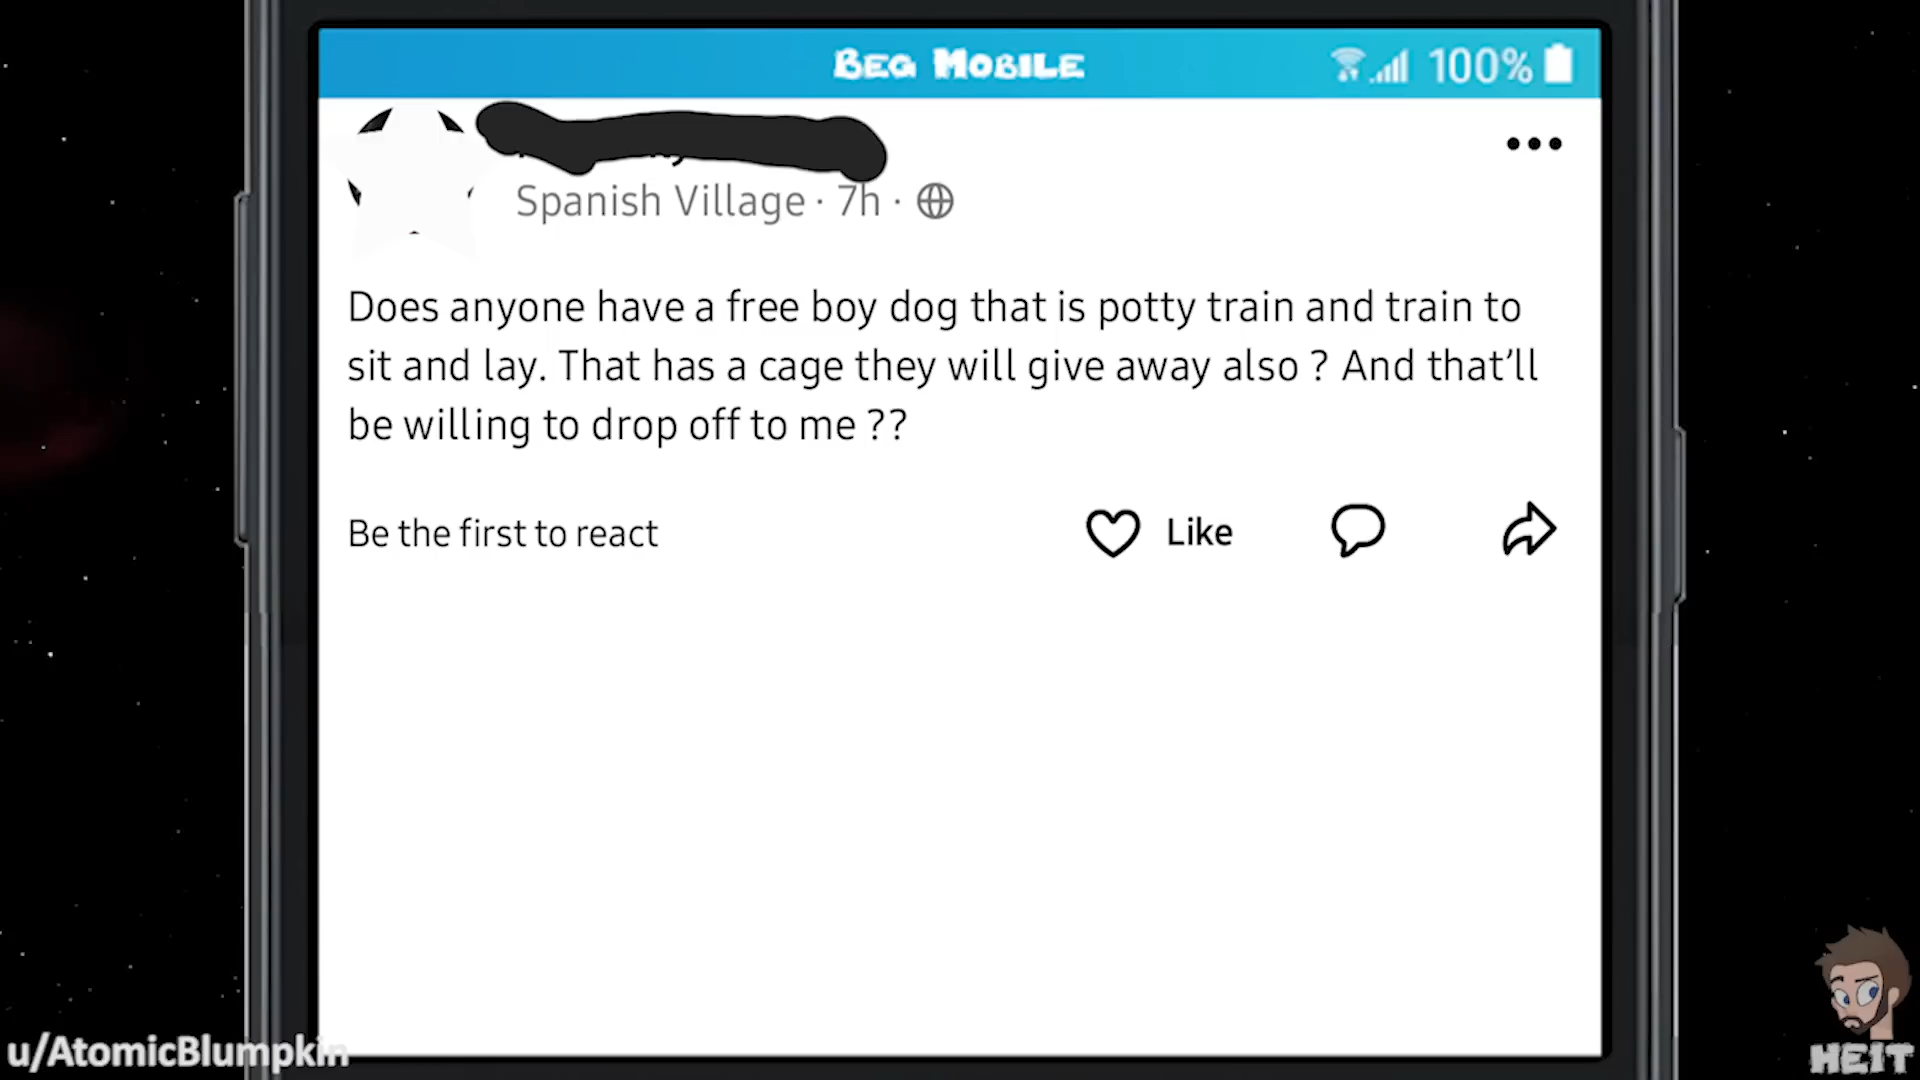 Beg Mobile
100%
Spanish Village · 7h ·
Does anyone have a free boy dog that is potty train and train to
sit and lay. That has a cage they will give away also ? And that’ll
be willing to drop off to me ??
Be the first to react
Like
u/AtomicBlumpkin
HEIT